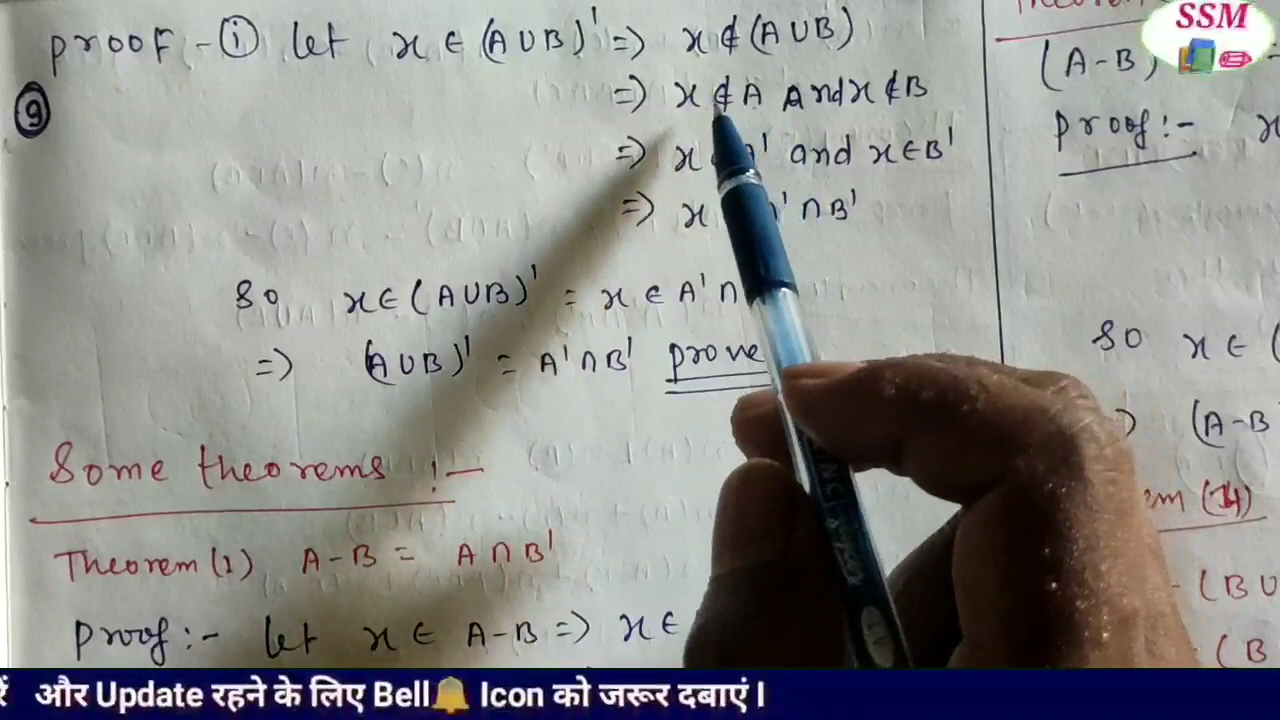 Proof - (i) let x ∈ (A∪B)' => x ∉ (A∪B)
(9)
=> x ∉ A And x ∉ B
=> x A' and x ∈ B'
=> x A' ∩ B'
So x ∈ (A∪B)' = x ∈ A' ∩
=> (A∪B)' = A' ∩ B' prove
Some theorems :-
Theorem (1) A-B = A ∩ B'
Proof :- let x ∈ A-B => x ∈
SSM
(A-B)
Proof :- x
So x ∈ (
(A-B
(14)
- (B∪
(B
और Update रहने के लिए Bell🔔 Icon को जरूर दबाएं I